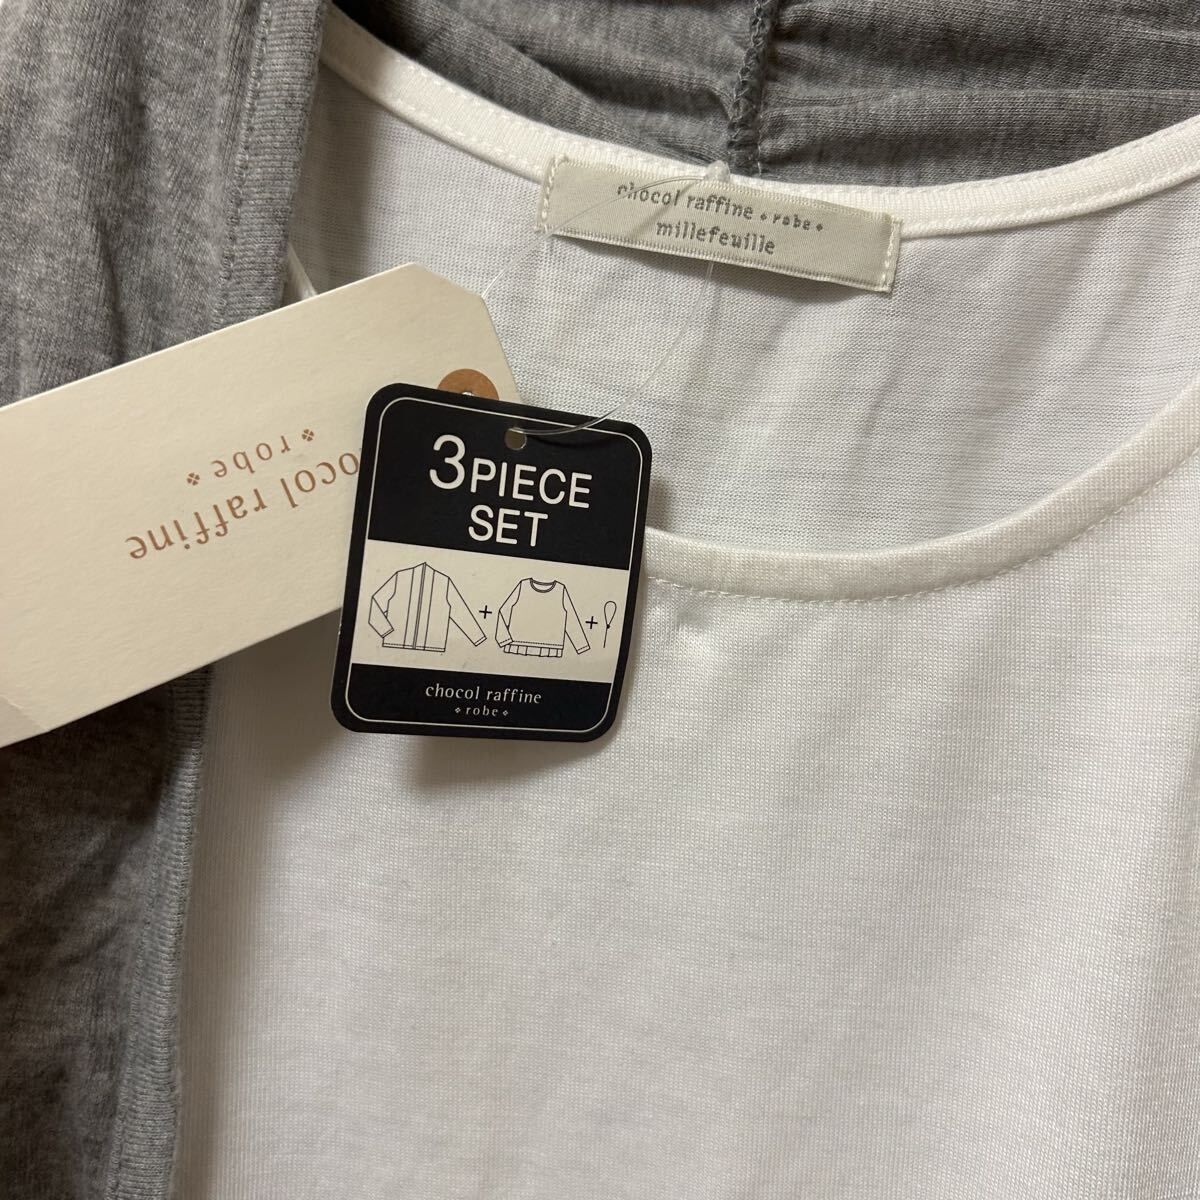 chocol raffine robe
millefeuille
3PIECE
SET
+
+
chocol raffine
robe
ocol raffine
robe